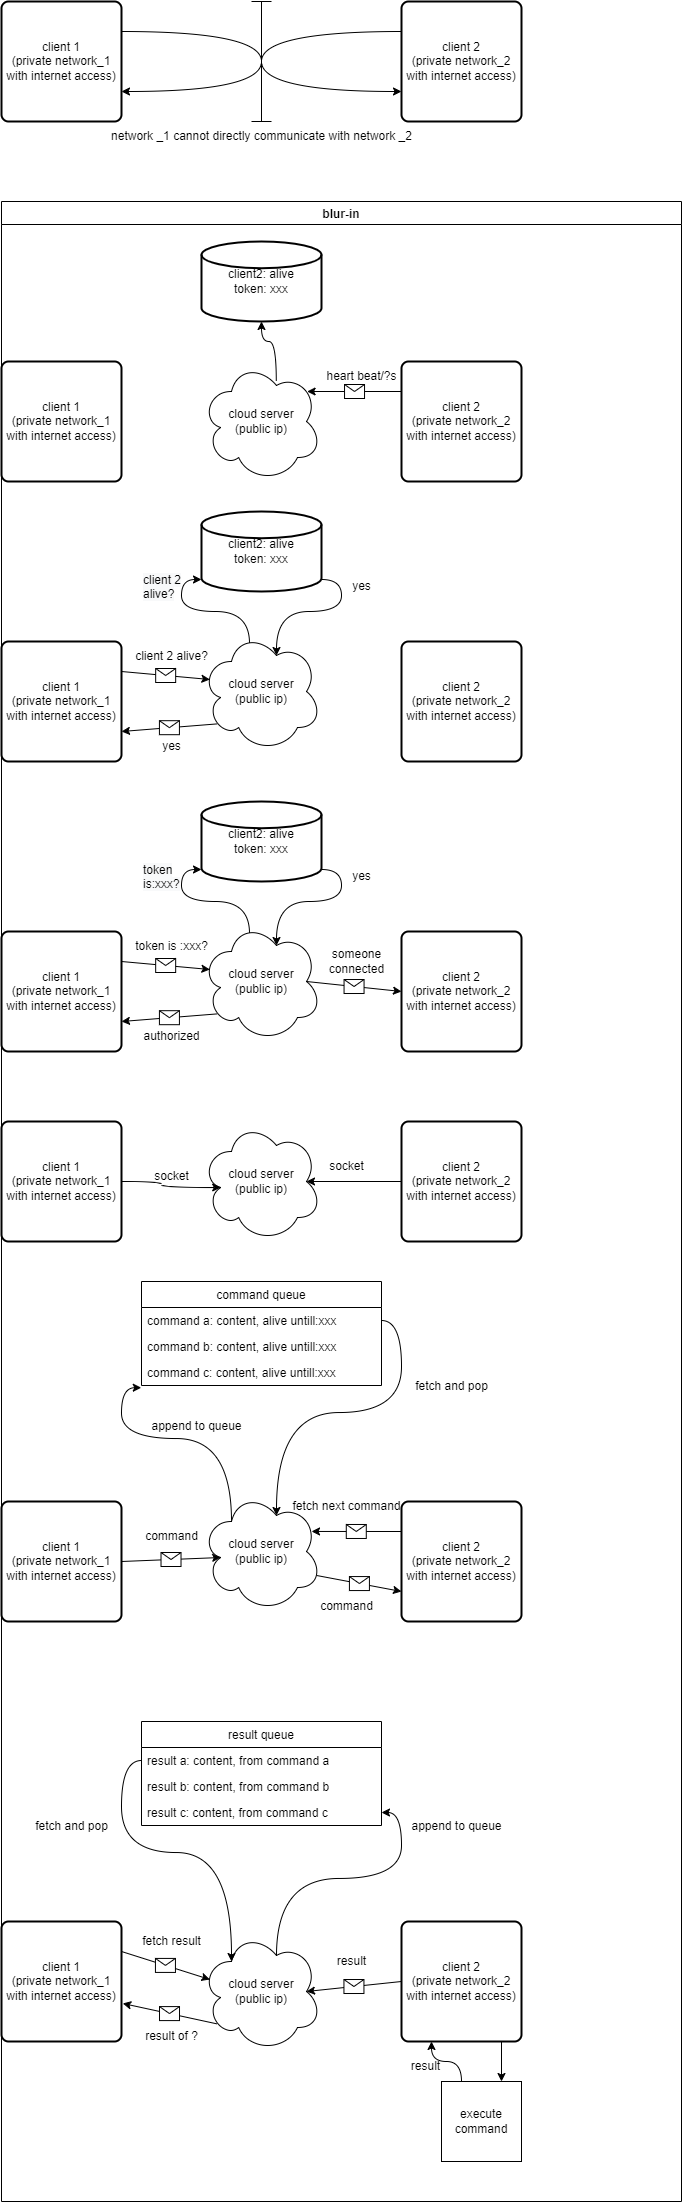 client 1
(private network_1
with internet access)
client 2
(private network_2
with internet access)
network _1 cannot directly communicate with network _2
blur-in
client2: alive
token: xxx
heart beat/?s
client 1
(private network_1
with internet access)
cloud server
(public ip)
client 2
(private network_2
with internet access)
client2: alive
token: xxx
client 2
alive?
yes
client 2 alive?
client 1
(private network_1
with internet access)
cloud server
(public ip)
client 2
(private network_2
with internet access)
yes
client2: alive
token: xxx
token
is:xxx?
yes
token is :xxx?
someone
connected
client 1
(private network_1
with internet access)
cloud server
(public ip)
client 2
(private network_2
with internet access)
authorized
client 1
(private network_1
with internet access)
socket
cloud server
(public ip)
socket
client 2
(private network_2
with internet access)
command queue
command a: content, alive untill:xxx
command b: content, alive untill:xxx
command c: content, alive untill:xxx
fetch and pop
append to queue
fetch next command
command
client 1
(private network_1
with internet access)
cloud server
(public ip)
client 2
(private network_2
with internet access)
command
result queue
result a: content, from command a
result b: content, from command b
result c: content, from command c
fetch and pop
append to queue
fetch result
result
client 1
(private network_1
with internet access)
cloud server
(public ip)
client 2
(private network_2
with internet access)
result of ?
result
execute
command